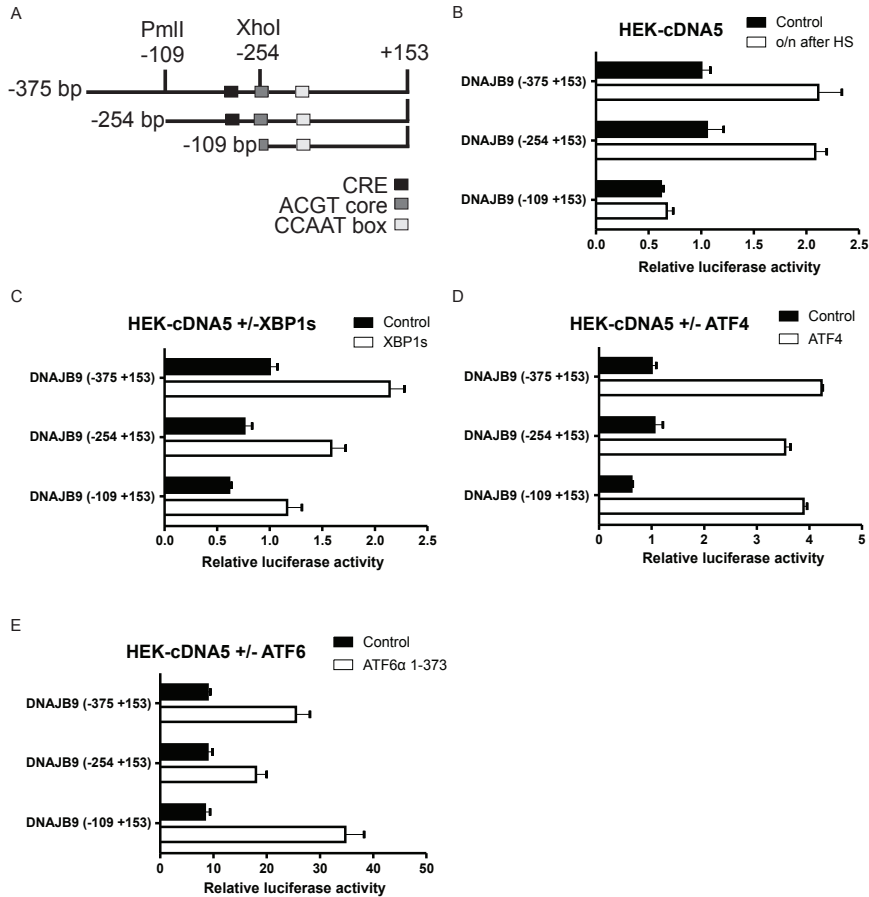 A
PmlI
-109
XhoI
-254
+153
-375 bp
-254 bp
-109 bp
CRE
ACGT core
CCAAT box
B
HEK-cDNA5
Control
o/n after HS
DNAJB9 (-375 +153)
DNAJB9 (-254 +153)
DNAJB9 (-109 +153)
0.0 0.5 1.0 1.5 2.0 2.5
Relative luciferase activity
C
HEK-cDNA5 +/-XBP1s
Control
XBP1s
DNAJB9 (-375 +153)
DNAJB9 (-254 +153)
DNAJB9 (-109 +153)
0.0 0.5 1.0 1.5 2.0 2.5
Relative luciferase activity
D
HEK-cDNA5 +/- ATF4
Control
ATF4
DNAJB9 (-375 +153)
DNAJB9 (-254 +153)
DNAJB9 (-109 +153)
0 1 2 3 4 5
Relative luciferase activity
E
HEK-cDNA5 +/- ATF6
Control
ATF6α 1-373
DNAJB9 (-375 +153)
DNAJB9 (-254 +153)
DNAJB9 (-109 +153)
0 10 20 30 40 50
Relative luciferase activity